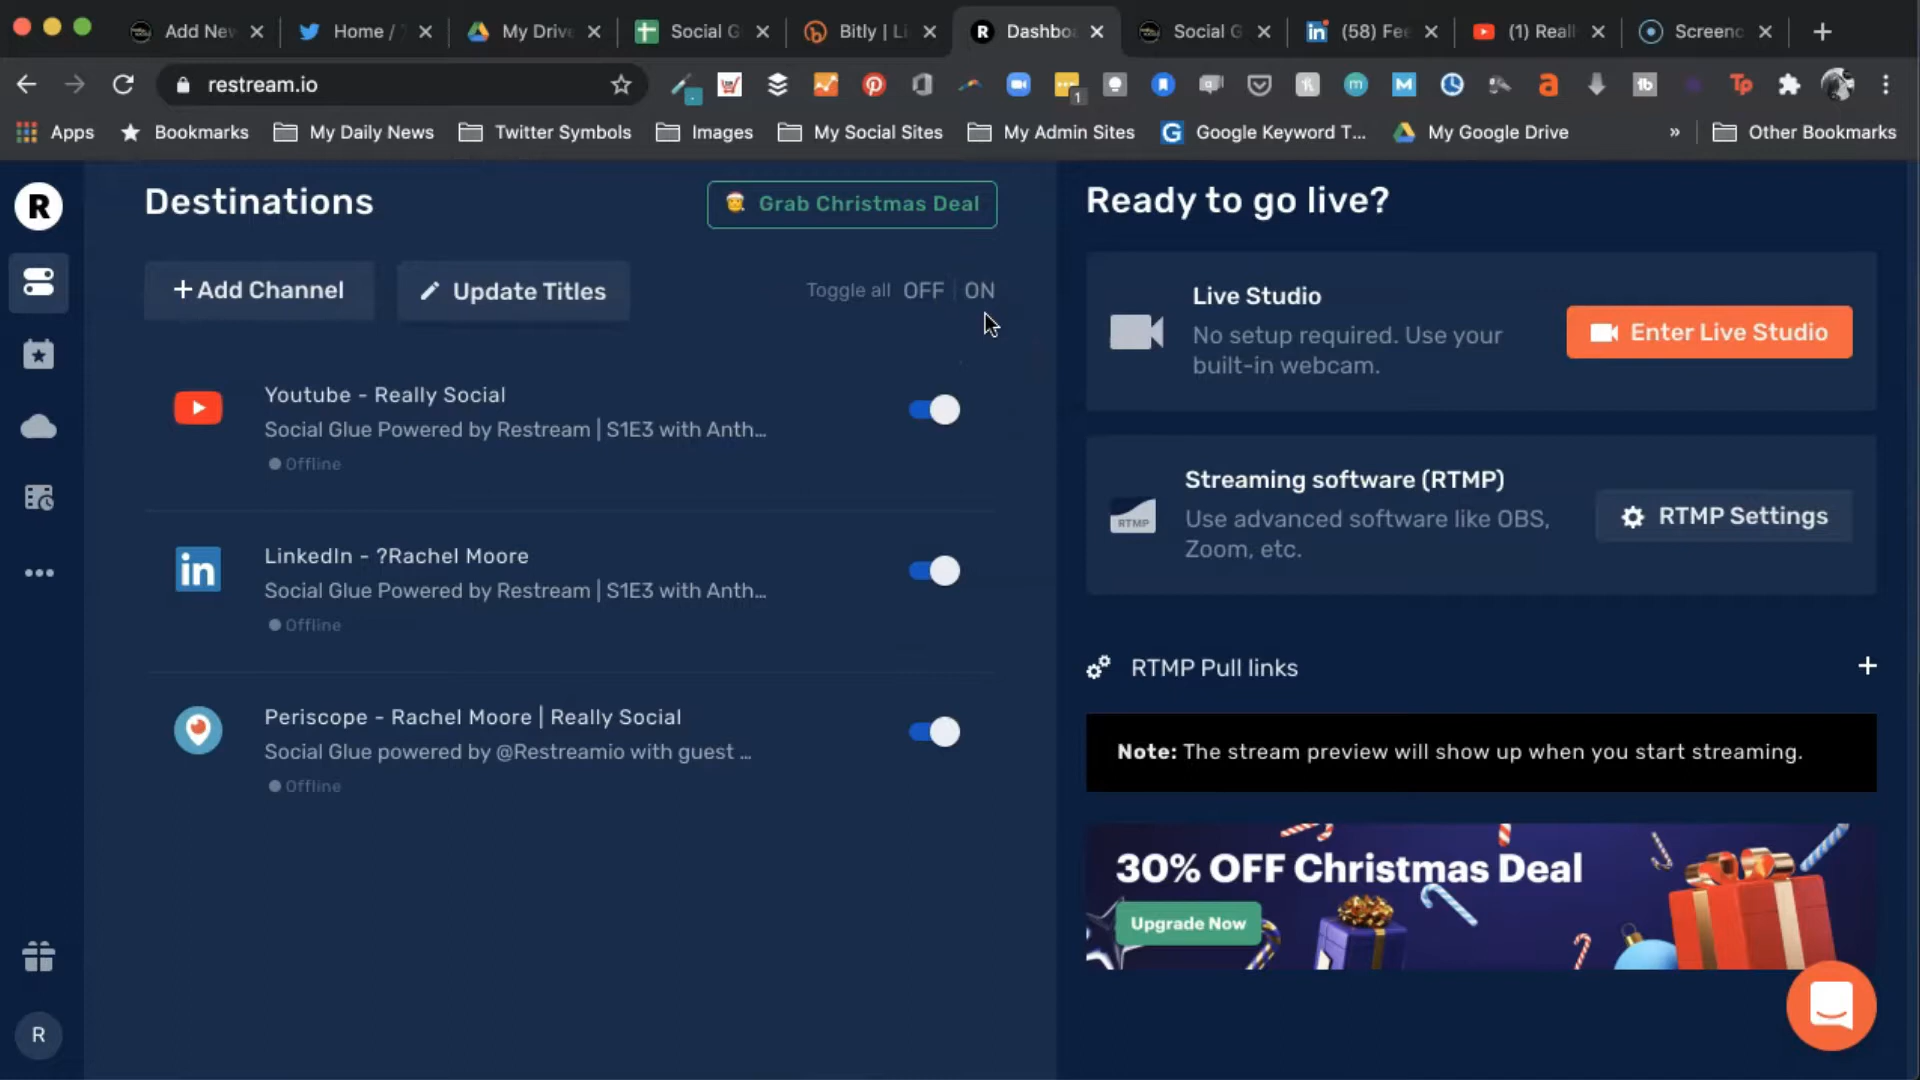 Add Nev
Home /
My Drive
Social G
Bitly | Li
Dashbo
Social G
(58) Fee
(1) Reall
Screenc
restream.io
1
Apps
Bookmarks
My Daily News
Twitter Symbols
Images
My Social Sites
My Admin Sites
Google Keyword T...
My Google Drive
»
Other Bookmarks
R
Destinations
Grab Christmas Deal
+ Add Channel
Update Titles
Toggle all OFF | ON
Youtube - Really Social
Social Glue Powered by Restream | S1E3 with Anth...
Offline
LinkedIn - ?Rachel Moore
Social Glue Powered by Restream | S1E3 with Anth...
Offline
Periscope - Rachel Moore | Really Social
Social Glue powered by @Restreamio with guest ...
Offline
R
Ready to go live?
Live Studio
No setup required. Use your
built-in webcam.
Enter Live Studio
RTMP
Streaming software (RTMP)
Use advanced software like OBS,
Zoom, etc.
RTMP Settings
RTMP Pull links
+
Note: The stream preview will show up when you start streaming.
30% OFF Christmas Deal
Upgrade Now